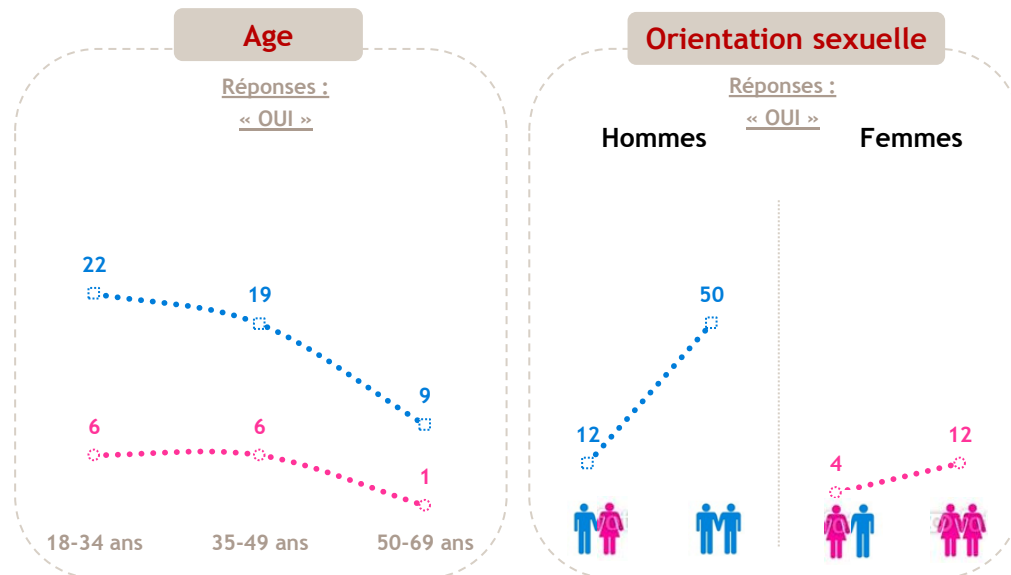 Age
Réponses :
« OUI »
22
19
9
6
6
1
18-34 ans
35-49 ans
50-69 ans
Orientation sexuelle
Réponses :
« OUI »
Hommes
Femmes
50
12
12
4